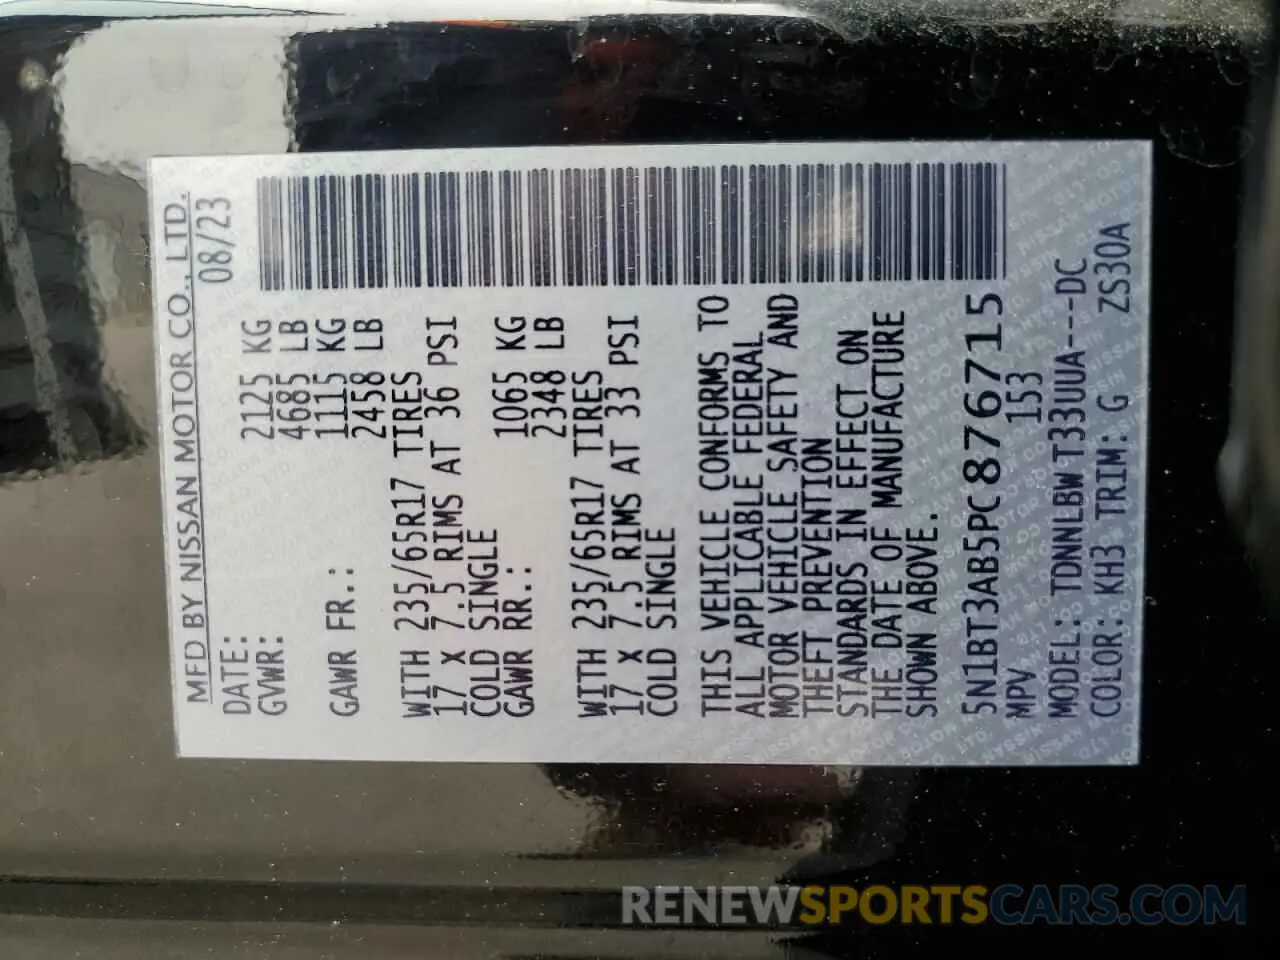 MFD BY NISSAN MOTOR CO., LTD.
DATE: 08/23
GVWR: 2125 KG
4685 LB
GAWR FR.: 1115 KG
2458 LB
WITH 235/65R17 TIRES
17 X 7.5 RIMS AT 36 PSI
COLD SINGLE
GAWR RR.: 1065 KG
2348 LB
WITH 235/65R17 TIRES
17 X 7.5 RIMS AT 33 PSI
COLD SINGLE
THIS VEHICLE CONFORMS TO
ALL APPLICABLE FEDERAL
MOTOR VEHICLE SAFETY AND
THEFT PREVENTION
STANDARDS IN EFFECT ON
THE DATE OF MANUFACTURE
SHOWN ABOVE.
5N1BT3AB5PC876715
MPV 153
MODEL: TDNNLBWT33UUA---DC
COLOR: KH3 TRIM: G ZS30A
RENEWSPORTSCARS.COM